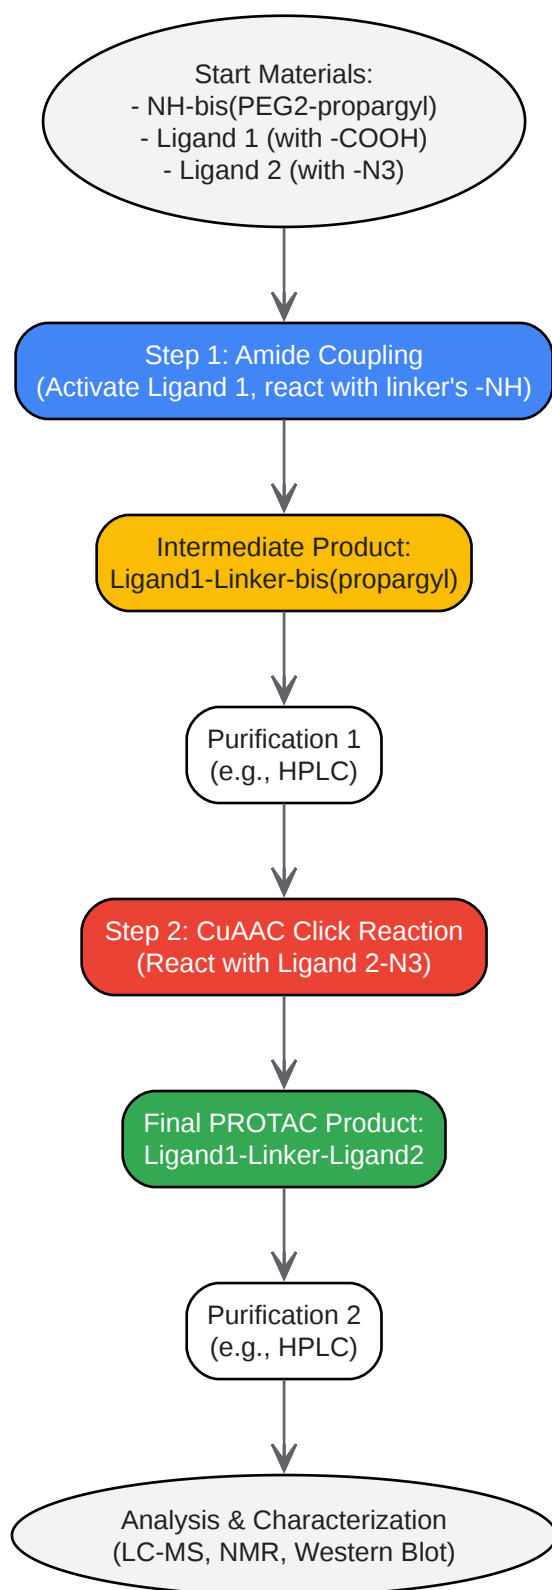 Start Materials:
- NH-bis(PEG2-propargyl)
- Ligand 1 (with -COOH)
- Ligand 2 (with -N3)
Step 1: Amide Coupling
(Activate Ligand 1, react with linker's -NH)
Intermediate Product:
Ligand1-Linker-bis(propargyl)
Purification 1
(e.g., HPLC)
Step 2: CuAAC Click Reaction
(React with Ligand 2-N3)
Final PROTAC Product:
Ligand1-Linker-Ligand2
Purification 2
(e.g., HPLC)
Analysis & Characterization
(LC-MS, NMR, Western Blot)